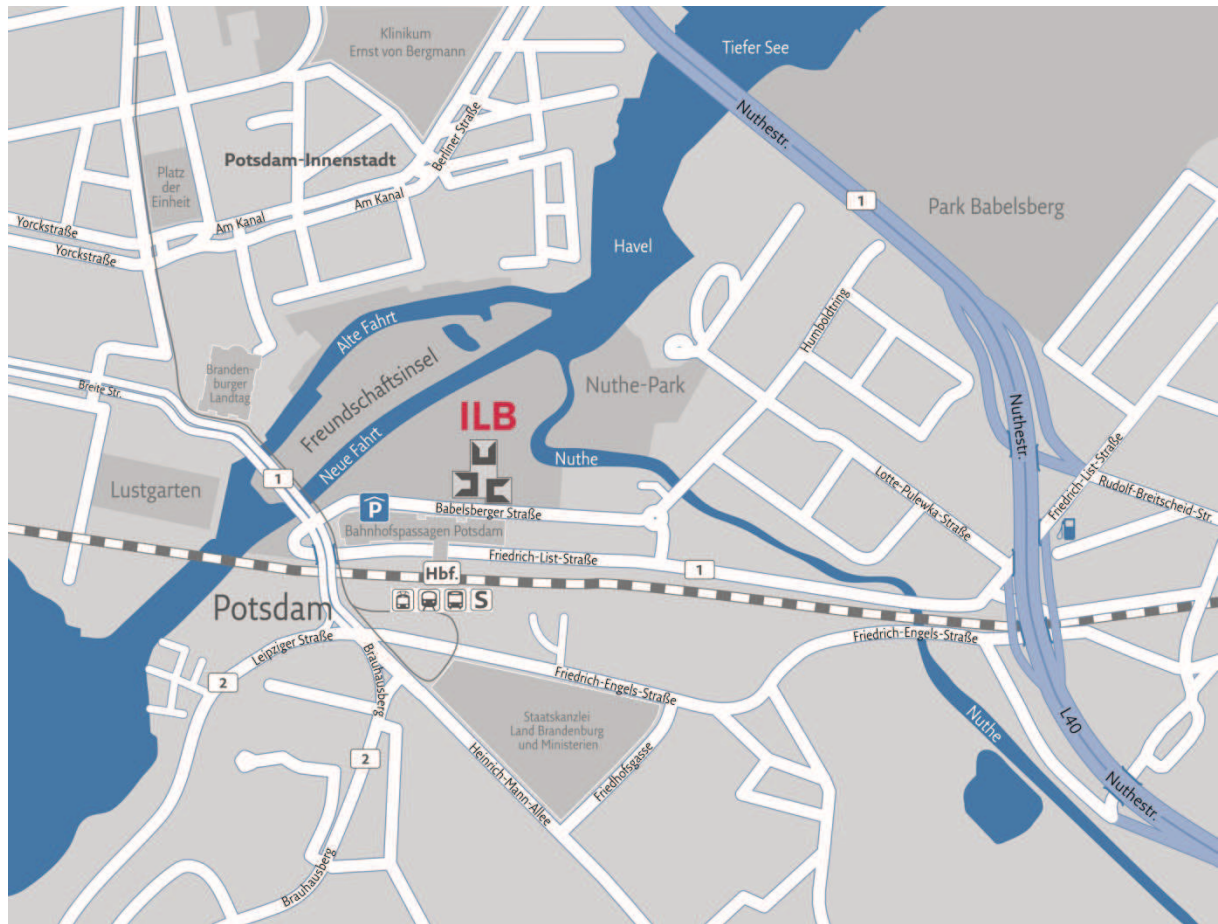 Klinikum
Ernst von Bergmann
Tiefer See
Nuthestr.
Berliner Straße
Potsdam-Innenstadt
Platz
der
Einheit
Am Kanal
Am Kanal
Yorckstraße
Yorckstraße
1
Park Babelsberg
Havel
Humboldtring
Alte Fahrt
Freundschaftsinsel
Neue Fahrt
Branden-
burger
Landtag
Breite Str.
Nuthe-Park
ILB
Nuthe
Nuthestr.
Lustgarten
1
P
Babelsberger Straße
Bahnhofspassagen Potsdam
Friedrich-List-Straße
1
Lotte-Pulewka-Straße
Friedrich-List-Straße
Rudolf-Breitscheid-Str.
Hbf.
S
Potsdam
Leipziger Straße
2
Brauhausberg
Friedrich-Engels-Straße
Friedrich-Engels-Straße
Staatskanzlei
Land Brandenburg
und Ministerien
Friedhofsgasse
Heinrich-Mann-Allee
2
Brauhausberg
Nuthe
L40
Nuthestr.